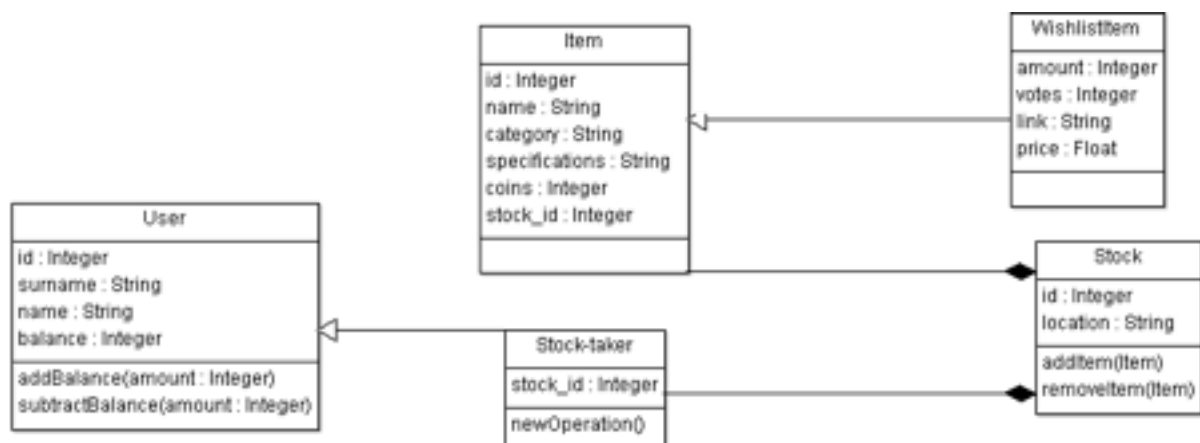 Item
id : Integer
name : String
category : String
specifications : String
coins : Integer
stock_id : Integer
WishlistItem
amount : Integer
votes : Integer
link : String
price : Float
User
id : Integer
surname : String
name : String
balance : Integer
addBalance(amount : Integer)
subtractBalance(amount : Integer)
Stock-taker
stock_id : Integer
newOperation()
Stock
id : Integer
location : String
addItem(Item)
removeItem(Item)